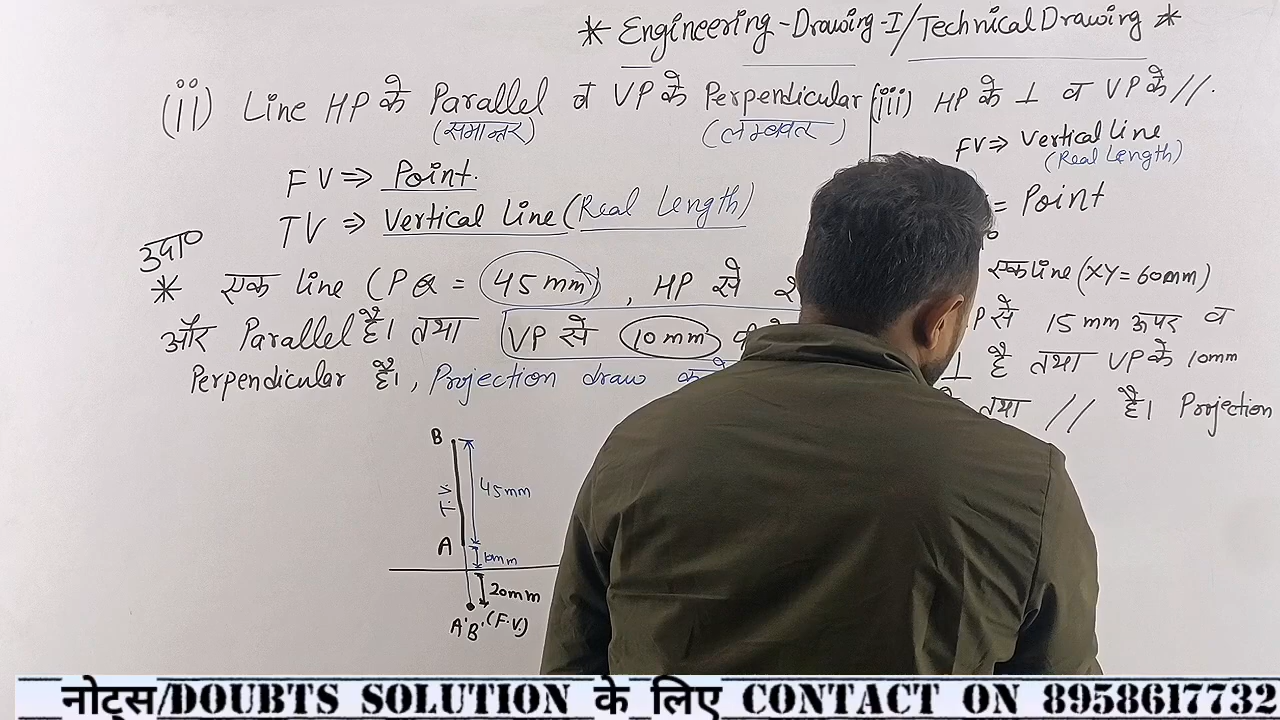 * Engineering-Drawing-I/Technical Drawing *
(ii) Line HP के Parallel व VP के Perpendicular
(समान्तर) (लम्बवत)
FV ⇒ Point.
TV ⇒ Vertical Line (Real Length)
उदा०
* एक line (PQ = 45 mm), HP से
और Parallel है। तथा VP से 10 mm
Perpendicular है।, Projection draw
B
45mm
T.V
A
10mm
20mm
A'B' (F.V)
(iii) HP के ⊥ व VP के //.
FV ⇒ Vertical Line
(Real Length)
= Point
एक line (XY = 60mm)
से 15 mm ऊपर व
⊥ है तथा VP के 10mm
तथा // है। Projection
नोट्स/DOUBTS SOLUTION के लिए CONTACT ON 8958617732